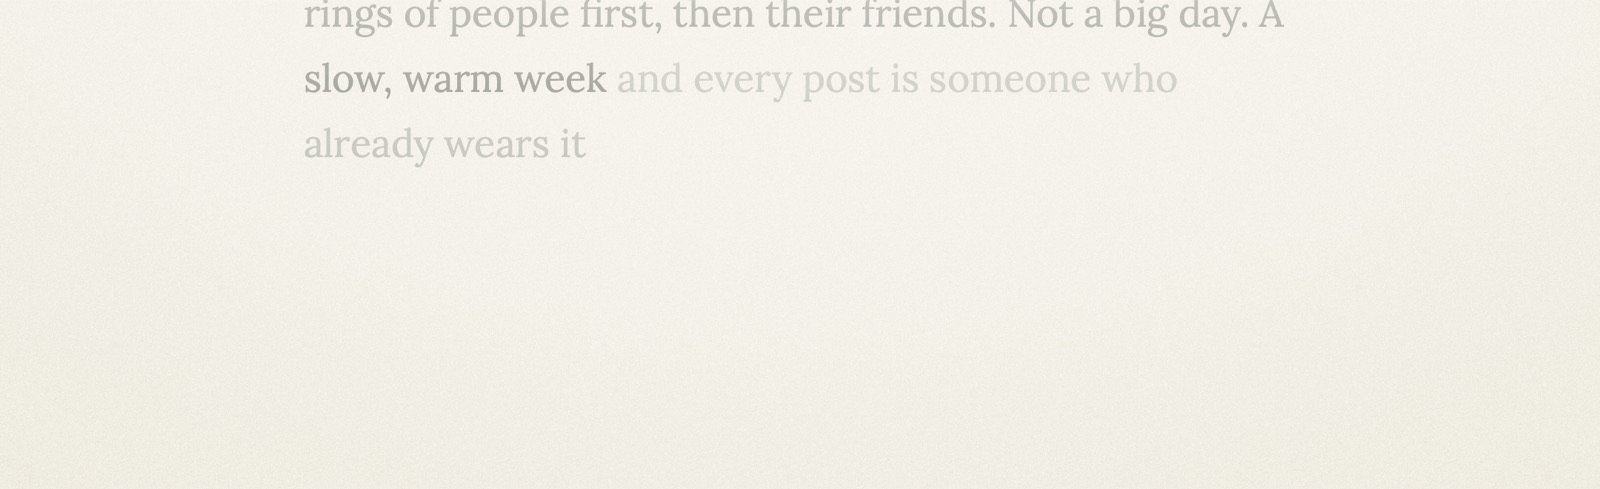 rings of people first, then their friends. Not a big day. A
slow, warm week and every post is someone who
already wears it